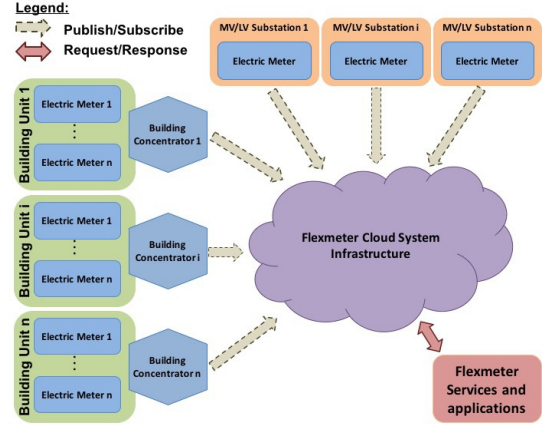 Legend:
Publish/Subscribe
Request/Response
MV/LV Substation 1
Electric Meter
MV/LV Substation i
Electric Meter
MV/LV Substation n
Electric Meter
Building Unit 1
Electric Meter 1
⋮
Electric Meter n
Building
Concentrator 1
Building Unit i
Electric Meter 1
⋮
Electric Meter n
Building
Concentrator i
Building Unit n
Electric Meter 1
⋮
Electric Meter n
Building
Concentrator n
Flexmeter Cloud System
Infrastructure
Flexmeter
Services and
applications